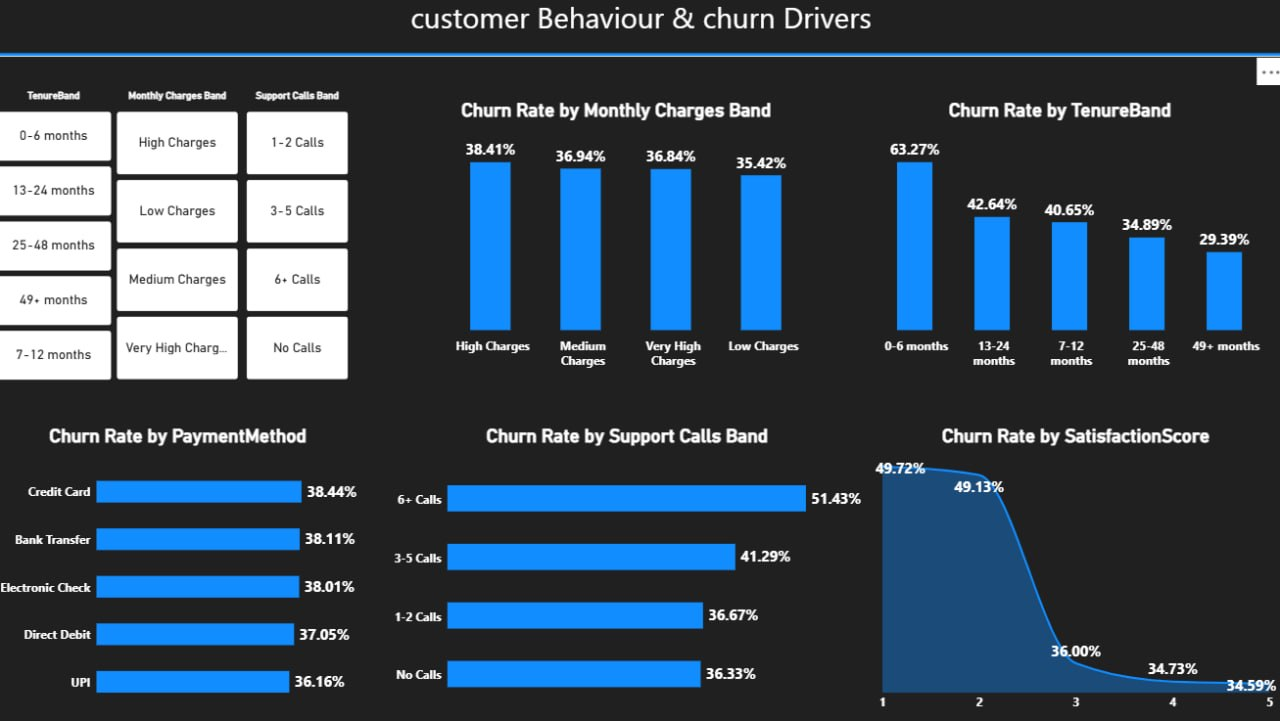 customer Behaviour & churn Drivers
...
TenureBand
0-6 months
13-24 months
25-48 months
49+ months
7-12 months
Monthly Charges Band
High Charges
Low Charges
Medium Charges
Very High Charg...
Support Calls Band
1-2 Calls
3-5 Calls
6+ Calls
No Calls
Churn Rate by Monthly Charges Band
38.41%
36.94%
36.84%
35.42%
High Charges
Medium
Charges
Very High
Charges
Low Charges
Churn Rate by TenureBand
63.27%
42.64%
40.65%
34.89%
29.39%
0-6 months
13-24
months
7-12
months
25-48
months
49+ months
Churn Rate by PaymentMethod
Credit Card 38.44%
Bank Transfer 38.11%
Electronic Check 38.01%
Direct Debit 37.05%
UPI 36.16%
Churn Rate by Support Calls Band
6+ Calls 51.43%
3-5 Calls 41.29%
1-2 Calls 36.67%
No Calls 36.33%
Churn Rate by SatisfactionScore
49.72%
49.13%
36.00%
34.73%
34.59%
1 2 3 4 5